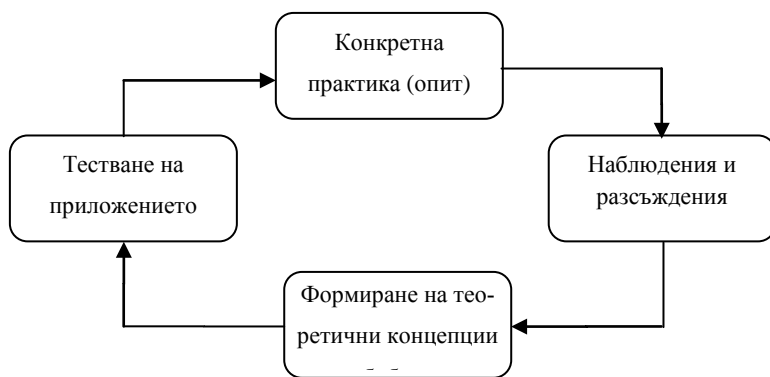 Конкретна
практика (опит)
Тестване на
приложението
Наблюдения и
разсъждения
Формиране на тео-
ретични концепции